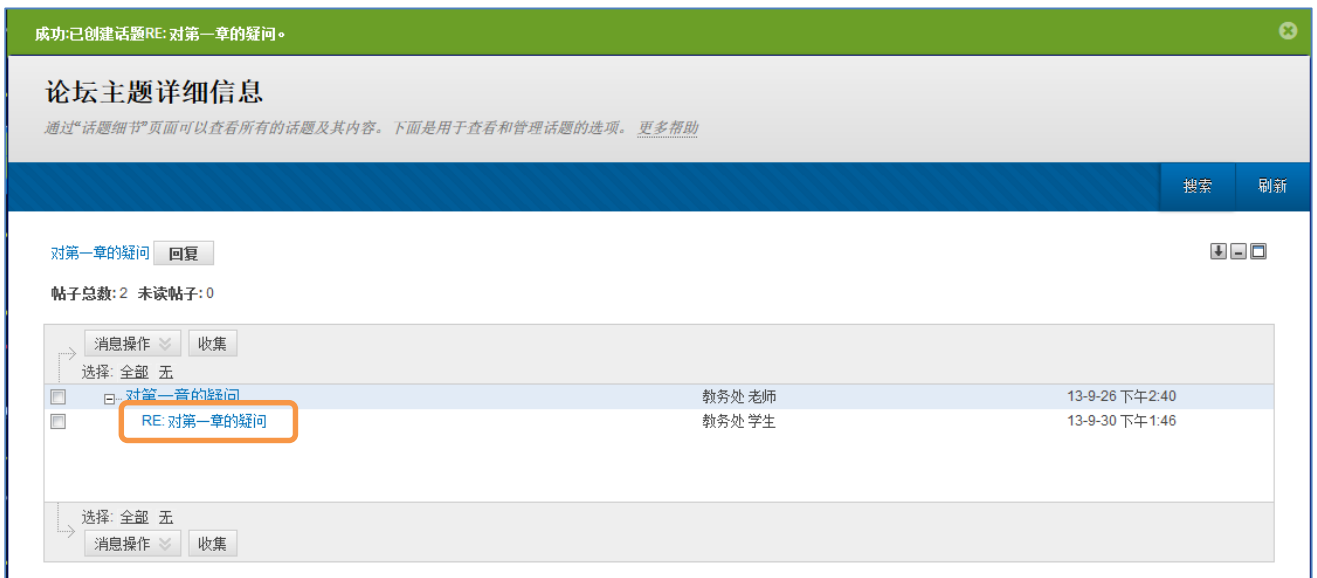 成功:已创建话题RE: 对第一章的疑问。
论坛主题详细信息
通过“话题细节”页面可以查看所有的话题及其内容。下面是用于查看和管理话题的选项。 更多帮助
搜索 刷新
对第一章的疑问 回复
帖子总数: 2 未读帖子: 0
消息操作 收集
选择: 全部 无
对第一章的疑问 教务处 老师 13-9-26 下午2:40
RE: 对第一章的疑问 教务处 学生 13-9-30 下午1:46
选择: 全部 无
消息操作 收集